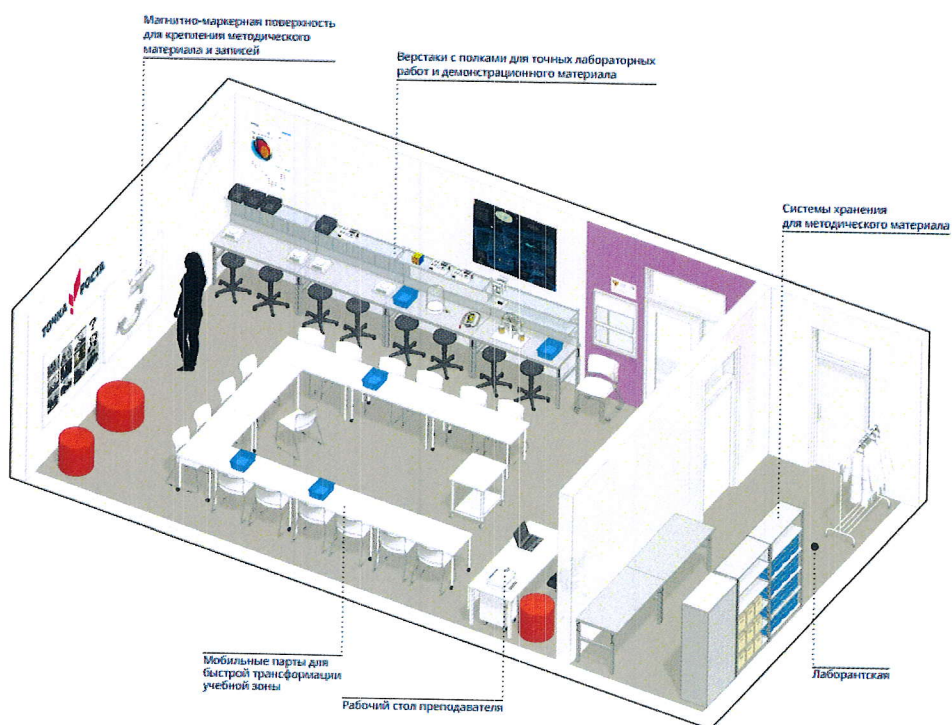 Магнитно-маркерная поверхность
для крепления методического
материала и записей
Верстаки с полками для точных лабораторных
работ и демонстрационного материала
Системы хранения
для методического материала
ТОЧКА РОСТА
?
Мобильные парты для
быстрой трансформации
учебной зоны
Рабочий стол преподавателя
Лаборантская